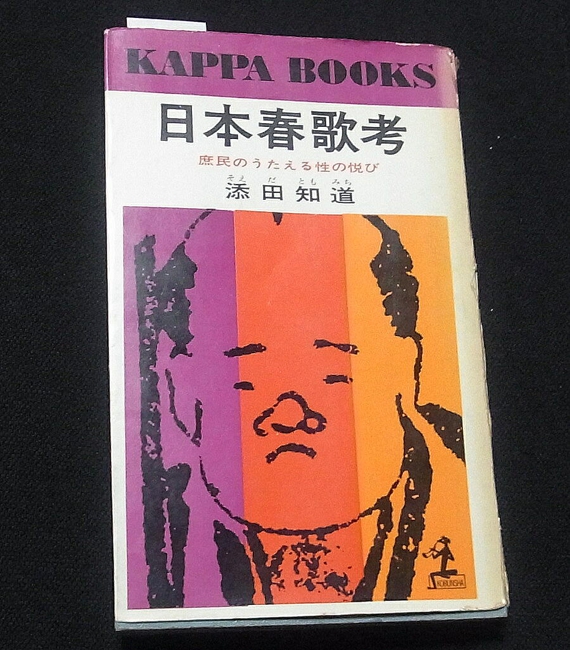 KAPPA BOOKS
日本春歌考
庶民のうたえる性の悦び
そえ だ とも みち
添田知道
KOBUNSHA